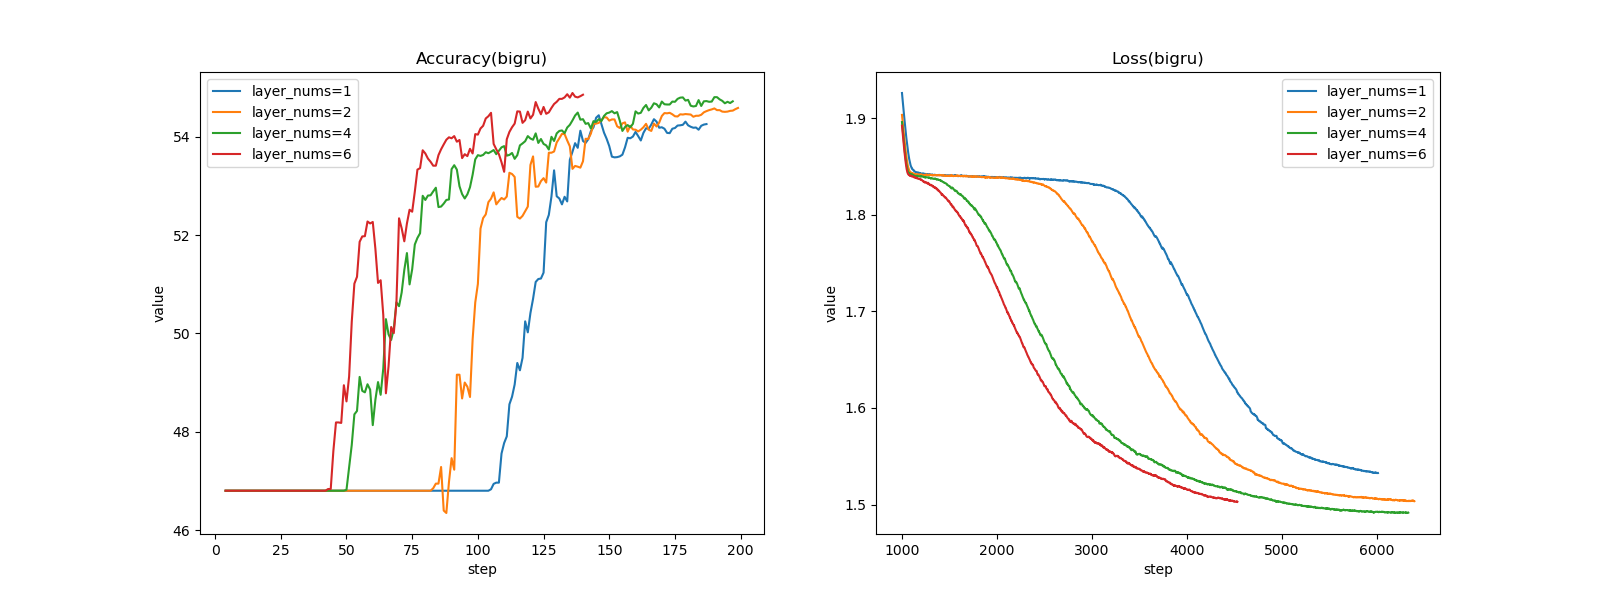 Accuracy(bigru)
layer_nums=1
layer_nums=2
layer_nums=4
layer_nums=6
value
54
52
50
48
46
0 25 50 75 100 125 150 175 200
step
Loss(bigru)
layer_nums=1
layer_nums=2
layer_nums=4
layer_nums=6
value
1.9
1.8
1.7
1.6
1.5
1000 2000 3000 4000 5000 6000
step